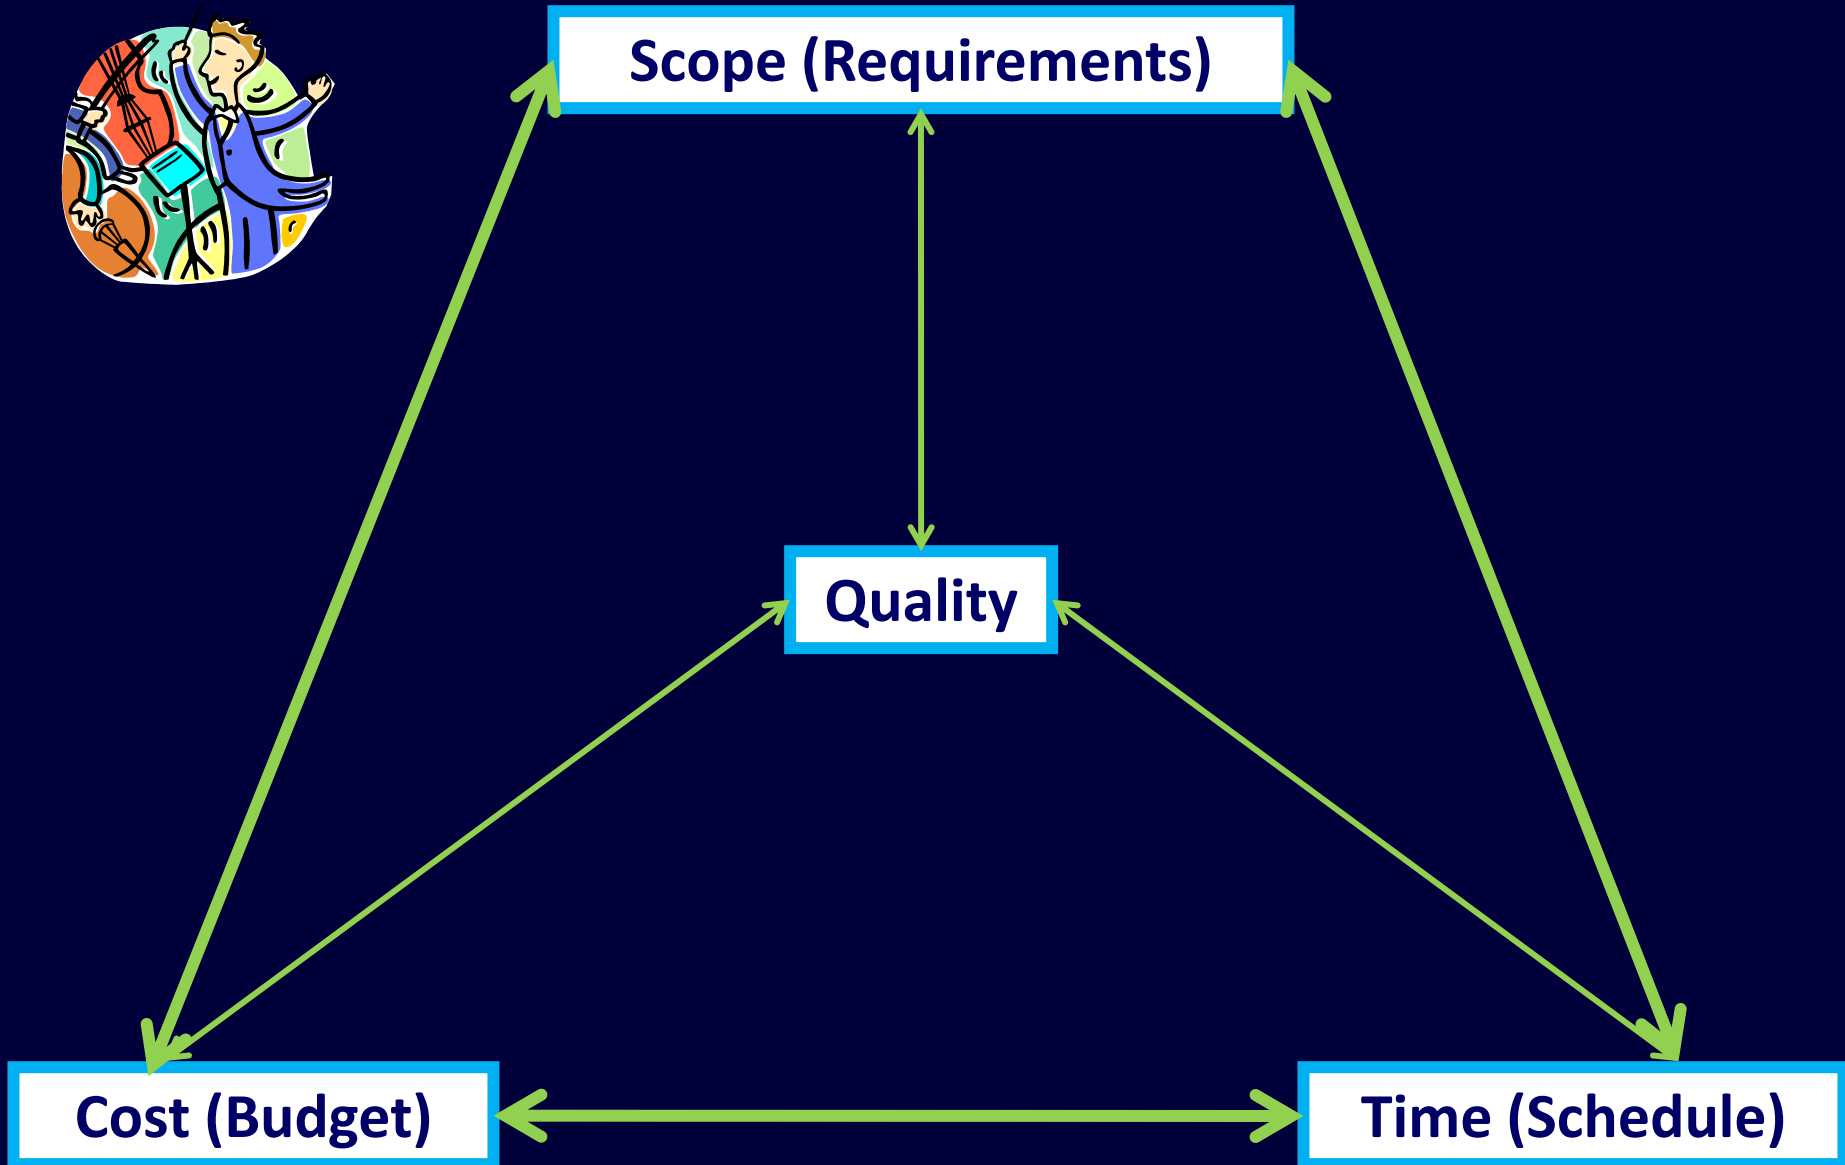 Scope (Requirements)
Quality
Cost (Budget)
Time (Schedule)